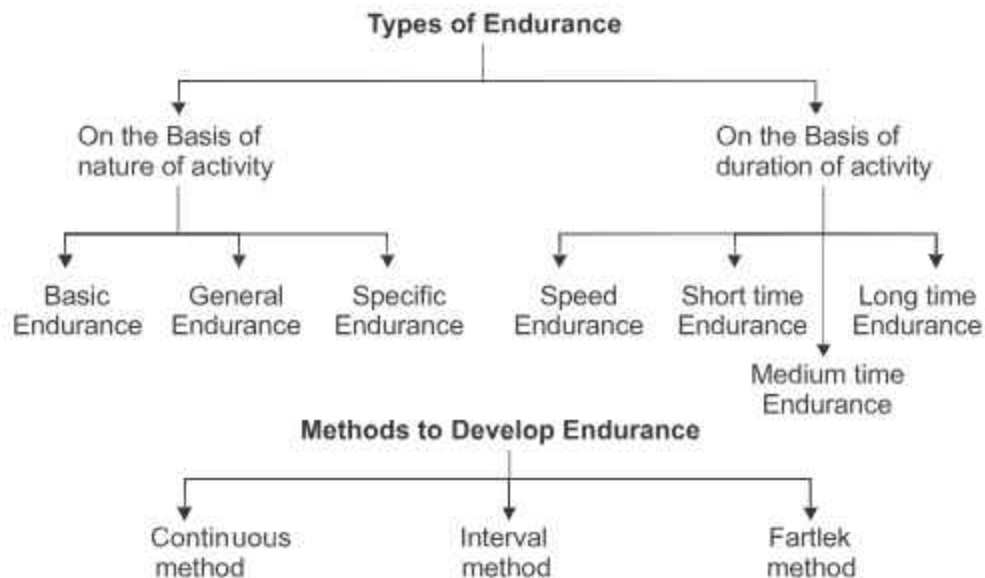 Types of Endurance
On the Basis of
nature of activity
On the Basis of
duration of activity
Basic
Endurance
General
Endurance
Specific
Endurance
Speed
Endurance
Short time
Endurance
Long time
Endurance
Medium time
Endurance
Methods to Develop Endurance
Continuous
method
Interval
method
Fartlek
method